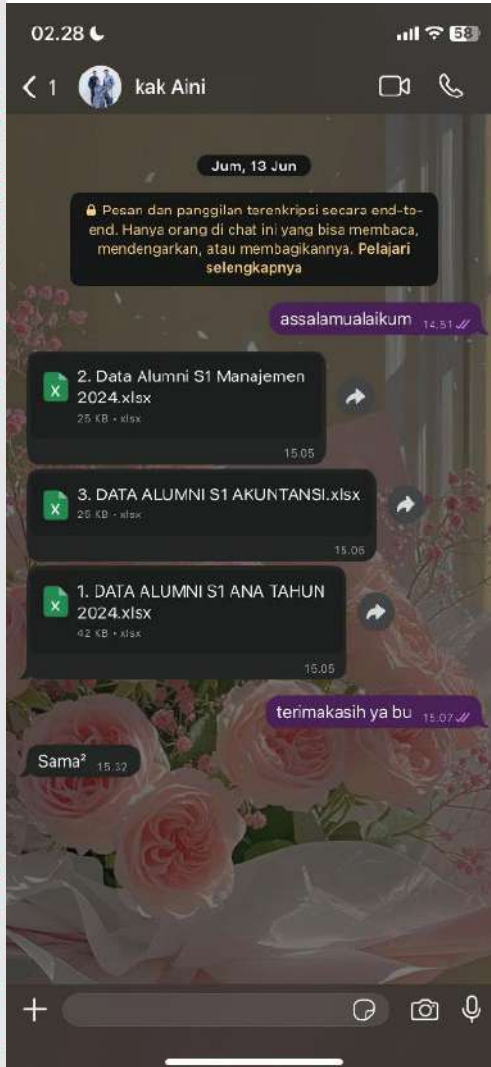 02.28
58
1 kak Aini
Jum, 13 Jun
Pesan dan panggilan terenkripsi secara end-to-
end. Hanya orang di chat ini yang bisa membaca,
mendengarkan, atau membagikannya. Pelajari
selengkapnya
assalamualaikum 14.51
2. Data Alumni S1 Manajemen
2024.xlsx
25 KB • xlsx
15.05
3. DATA ALUMNI S1 AKUNTANSI.xlsx
25 KB • xlsx
15.06
1. DATA ALUMNI S1 ANA TAHUN
2024.xlsx
42 KB • xlsx
15.05
terimakasih ya bu 15.07
Sama² 15.32